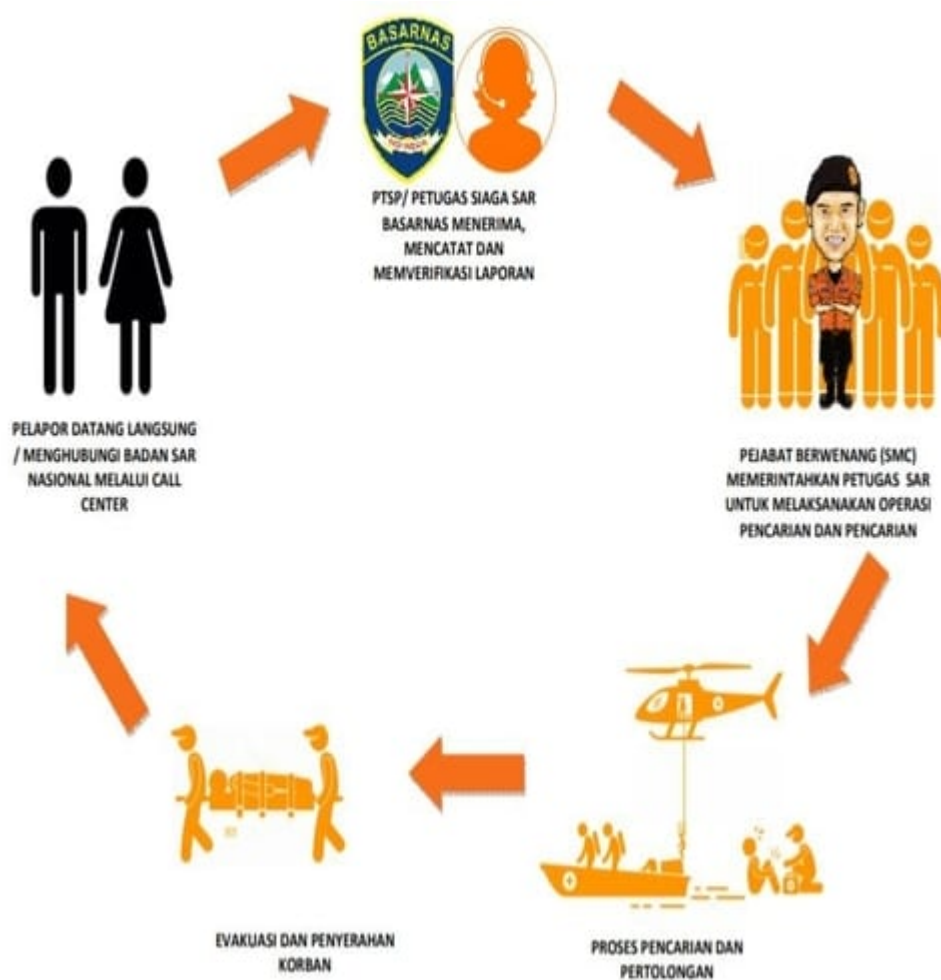 BASARNAS
PTSP/ PETUGAS SIAGA SAR
BASARNAS MENERIMA,
MENCATAT DAN
MEMVERIFIKASI LAPORAN
PELAPOR DATANG LANGSUNG
/ MENGHUBUNGI BADAN SAR
NASIONAL MELALUI CALL
CENTER
PEJABAT BERWENANG (SMC)
MEMERINTAHKAN PETUGAS SAR
UNTUK MELAKSANAKAN OPERASI
PENCARIAN DAN PENCARIAN
EVAKUASI DAN PENYERAHAN
KORBAN
PROSES PENCARIAN DAN
PERTOLONGAN